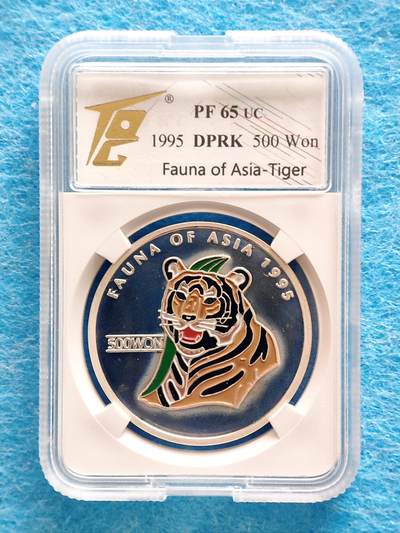 ®
PF 65 UC
1995 DPRK 500 Won
Fauna of Asia-Tiger
FAUNA OF ASIA 1995
500WON